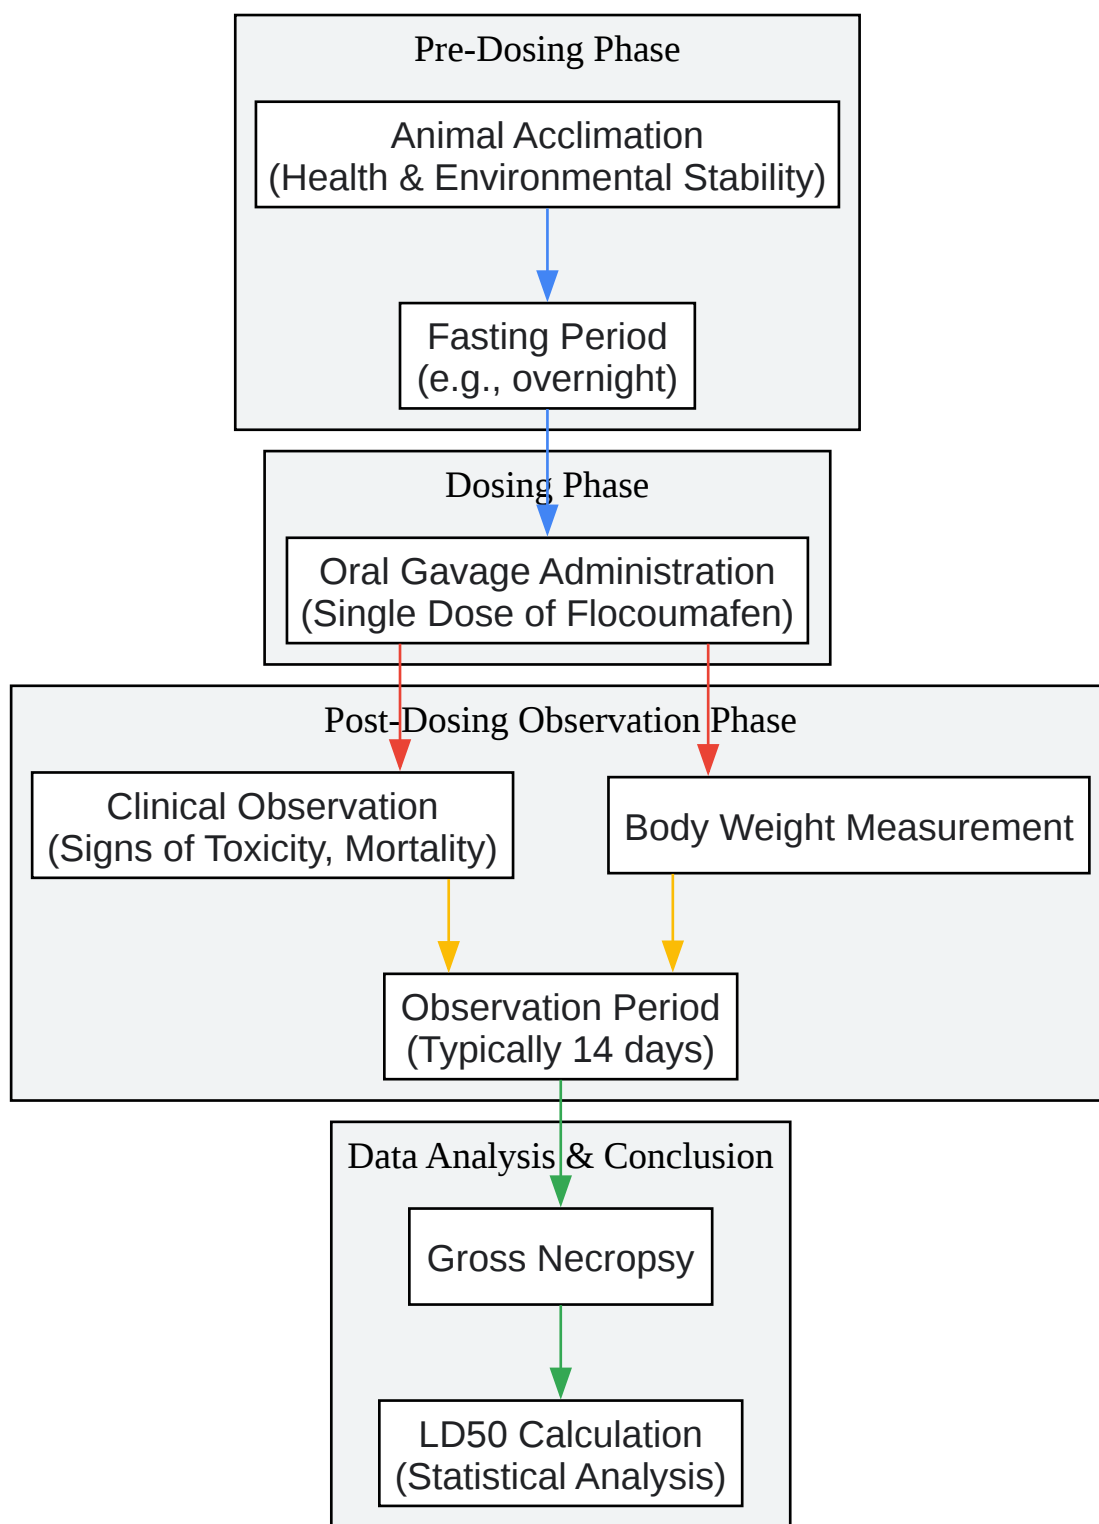 Pre-Dosing Phase
Animal Acclimation
(Health & Environmental Stability)
Fasting Period
(e.g., overnight)
Dosing Phase
Oral Gavage Administration
(Single Dose of Flocoumafen)
Post-Dosing Observation Phase
Clinical Observation
(Signs of Toxicity, Mortality)
Body Weight Measurement
Observation Period
(Typically 14 days)
Data Analysis & Conclusion
Gross Necropsy
LD50 Calculation
(Statistical Analysis)